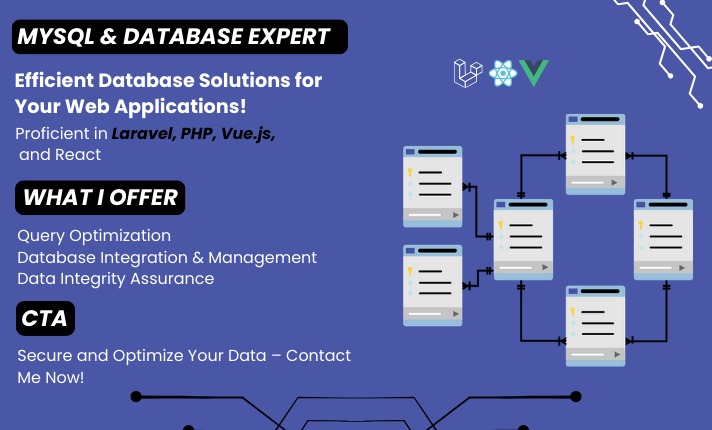 MYSQL & DATABASE EXPERT
Efficient Database Solutions for
Your Web Applications!
Proficient in Laravel, PHP, Vue.js,
and React
WHAT I OFFER
Query Optimization
Database Integration & Management
Data Integrity Assurance
CTA
Secure and Optimize Your Data – Contact
Me Now!